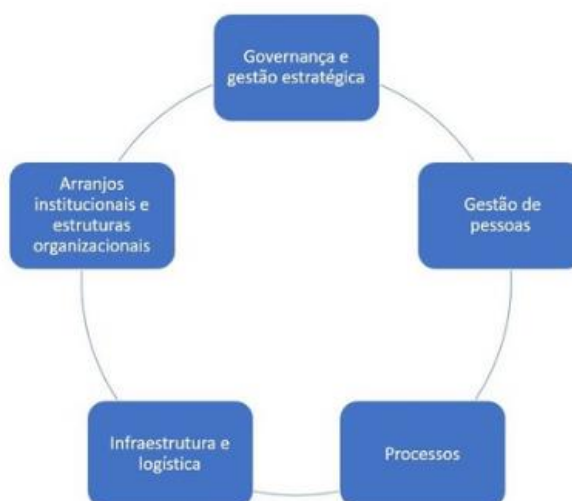 Governança e
gestão estratégica
Arranjos
institucionais e
estruturas
organizacionais
Gestão de
pessoas
Infraestrutura e
logística
Processos